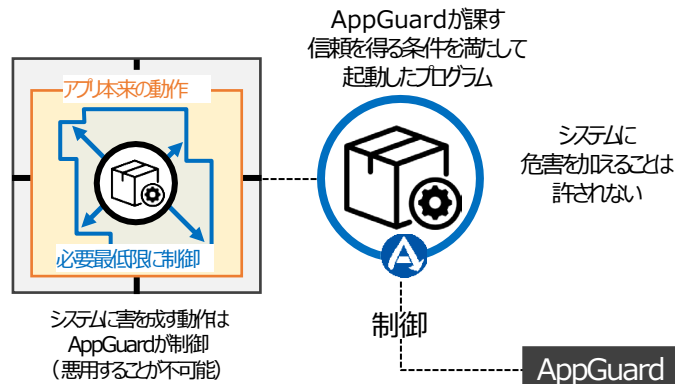 AppGuardが課す
信頼を得る条件を満たして
起動したプログラム
アプリ本来の動作
必要最低限に制御
システムに
危害を加えることは
許されない
システムに害を成す動作は
AppGuardが制御
（悪用することが不可能）
制御
AppGuard